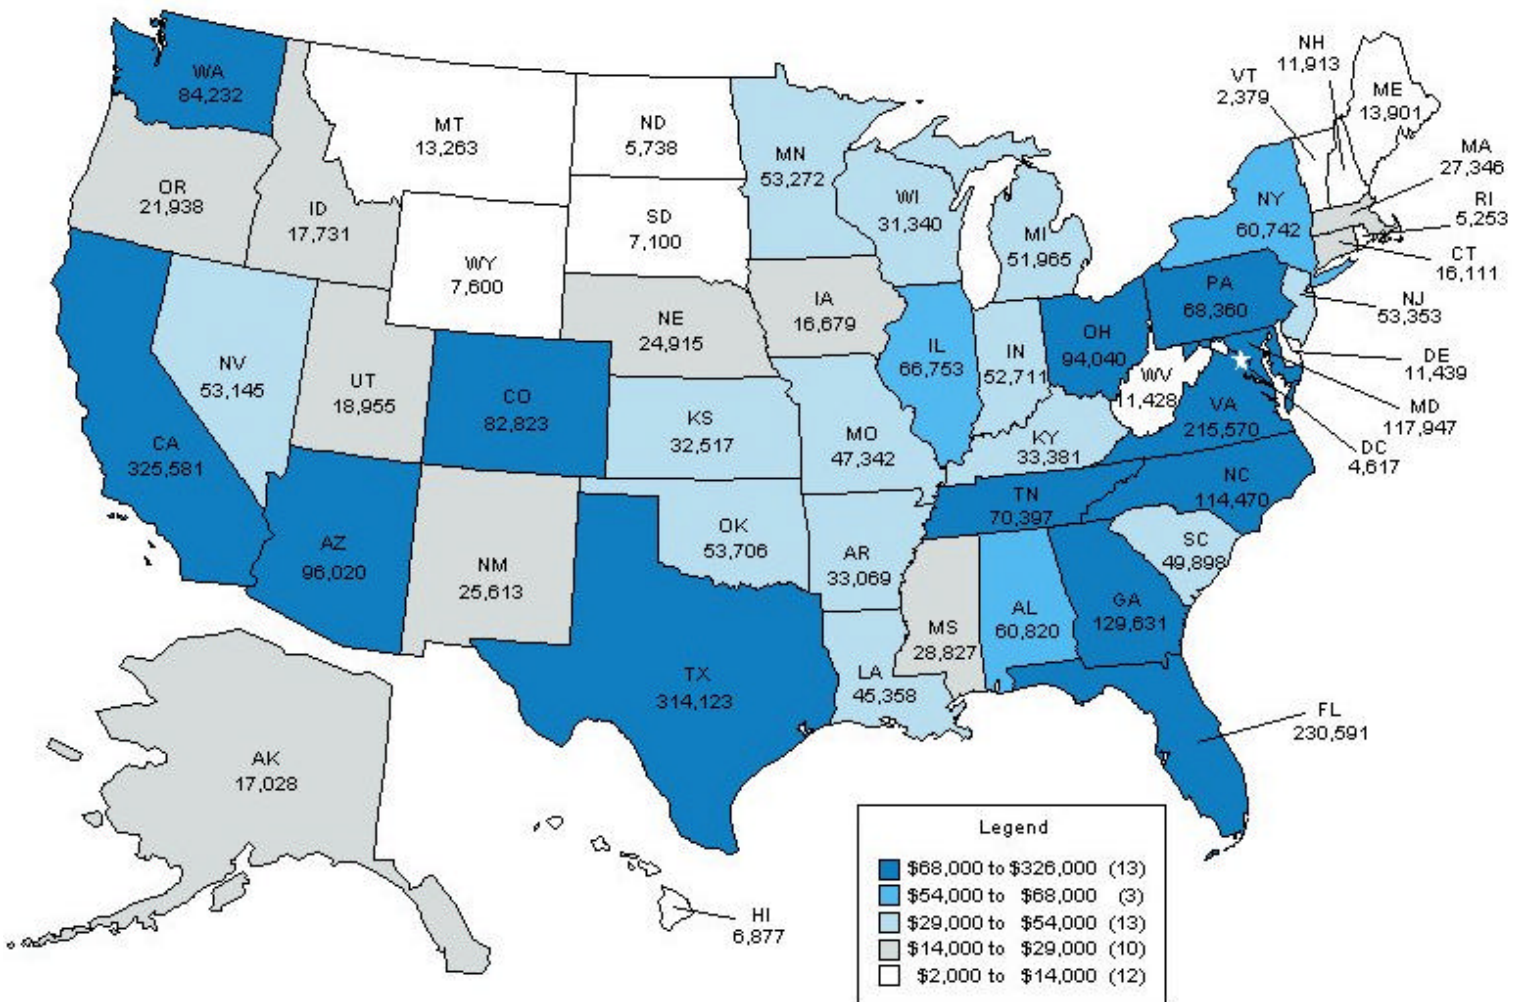 WA
84,232
MT
13,263
ND
5,738
MN
53,272
OR
21,938
ID
17,731
SD
7,100
WI
31,340
MI
51,965
NH
11,913
VT
2,379
ME
13,901
MA
27,346
RI
5,253
NY
60,742
CT
16,111
WY
7,600
NE
24,915
IA
16,679
PA
68,360
NJ
53,353
NV
53,145
UT
18,955
CO
82,823
KS
32,517
MO
47,342
IL
66,753
IN
52,711
OH
94,040
WV
11,428
DE
11,439
MD
117,947
VA
215,570
DC
4,617
CA
325,581
KY
33,381
TN
70,397
NC
114,470
AZ
96,020
NM
25,613
OK
53,706
AR
33,069
SC
49,898
MS
28,827
AL
60,820
GA
129,631
TX
314,123
LA
45,358
FL
230,591
AK
17,028
HI
6,877
Legend
$68,000 to $326,000 (13)
$54,000 to $68,000 (3)
$29,000 to $54,000 (13)
$14,000 to $29,000 (10)
$2,000 to $14,000 (12)